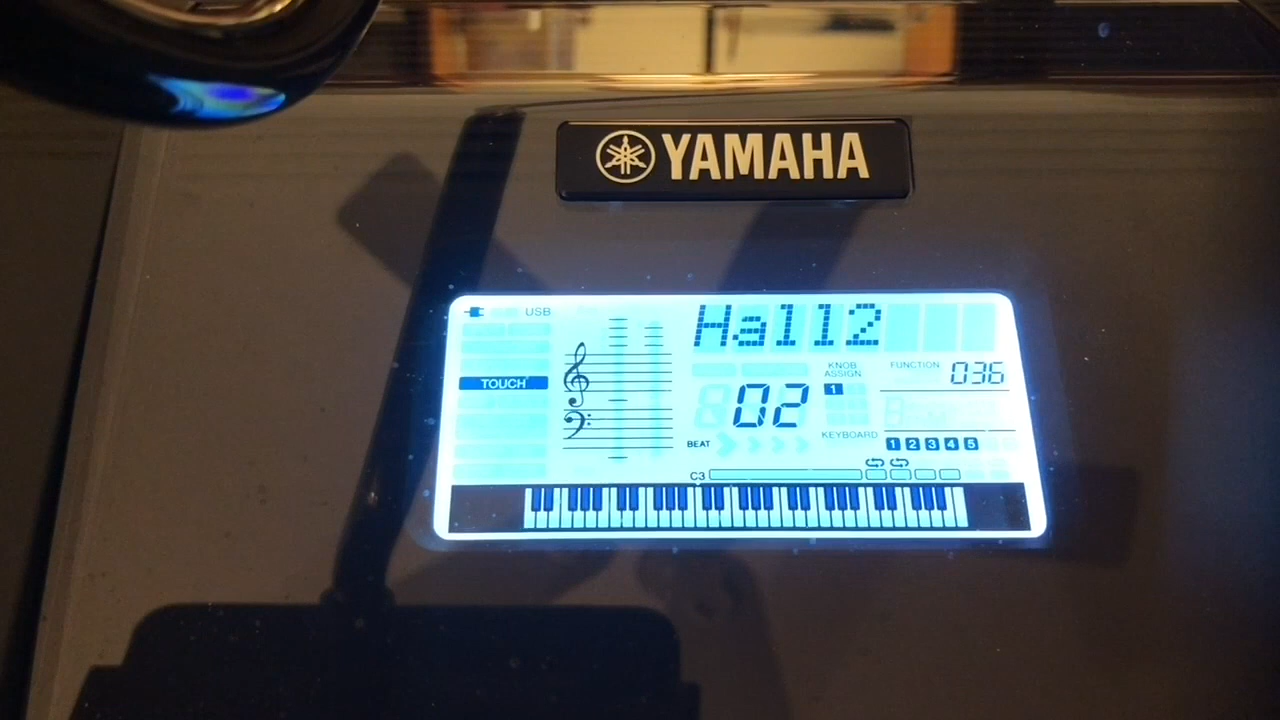 YAMAHA
USB
Hall2
TOUCH
KNOB
ASSIGN
FUNCTION 036
02
1
BEAT
KEYBOARD
1 2 3 4 5
C3